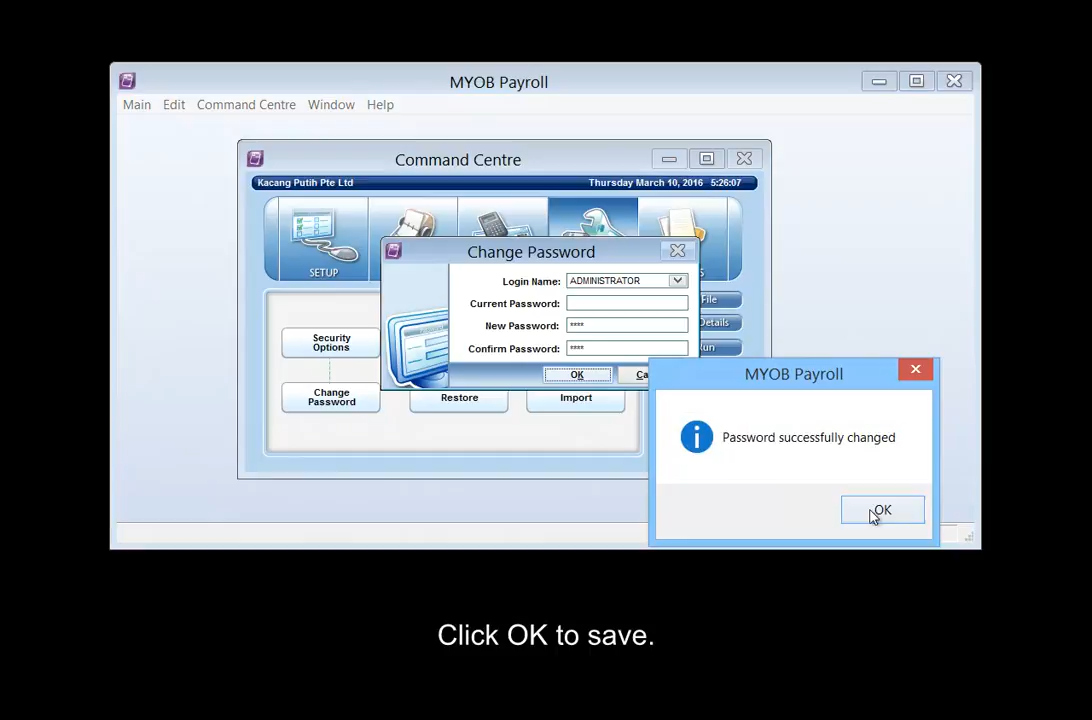 MYOB Payroll
Main Edit Command Centre Window Help
Command Centre
Kacang Putih Pte Ltd Thursday March 10, 2016 5:26:07
SETUP
Change Password
Login Name: ADMINISTRATOR
Current Password:
New Password: ****
Confirm Password: ****
OK
File
Details
Security
Options
Change
Password
Restore
Import
MYOB Payroll
Password successfully changed
OK
Click OK to save.